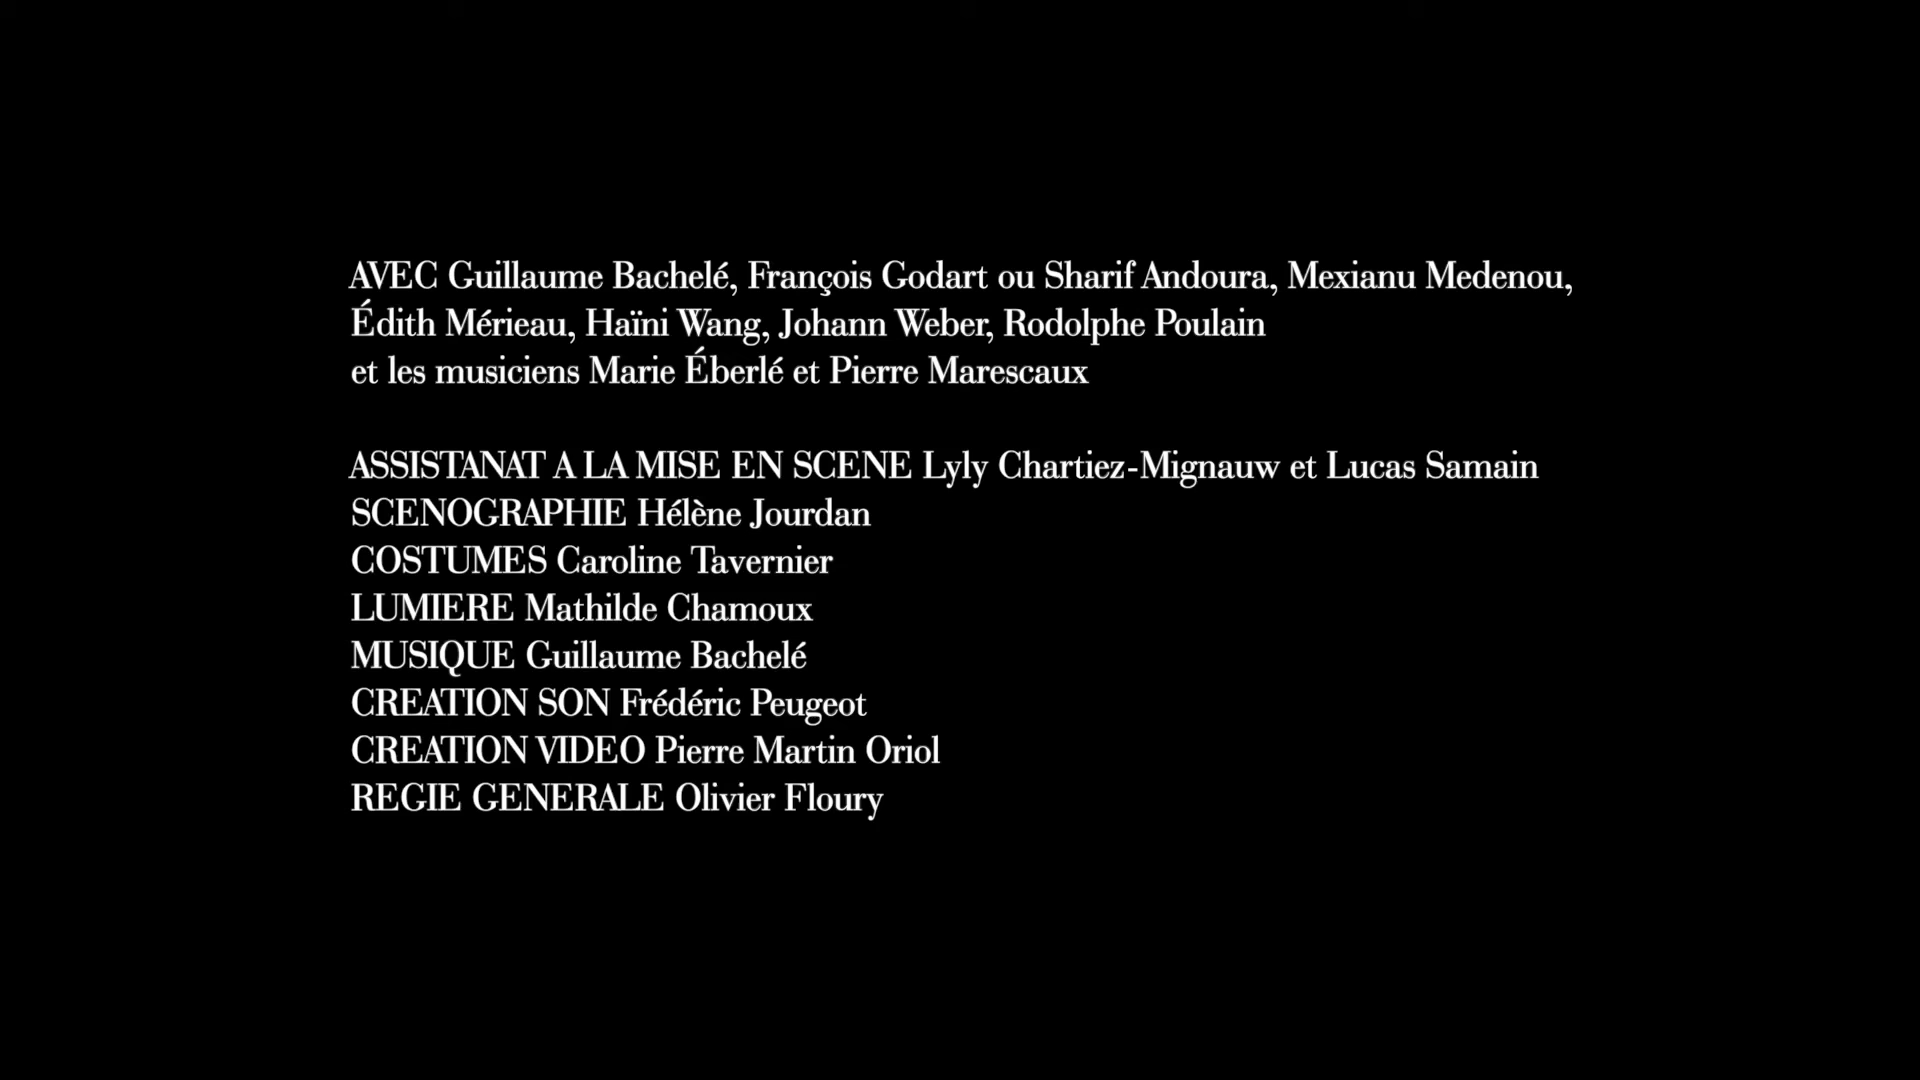 AVEC Guillaume Bachelé, François Godart ou Sharif Andoura, Mexianu Medenou,
Édith Mérieau, Haïni Wang, Johann Weber, Rodolphe Poulain
et les musiciens Marie Éberlé et Pierre Marescaux
ASSISTANAT A LA MISE EN SCENE Lyly Chartiez-Mignauw et Lucas Samain
SCENOGRAPHIE Hélène Jourdan
COSTUMES Caroline Tavernier
LUMIERE Mathilde Chamoux
MUSIQUE Guillaume Bachelé
CREATION SON Frédéric Peugeot
CREATION VIDEO Pierre Martin Oriol
REGIE GENERALE Olivier Floury